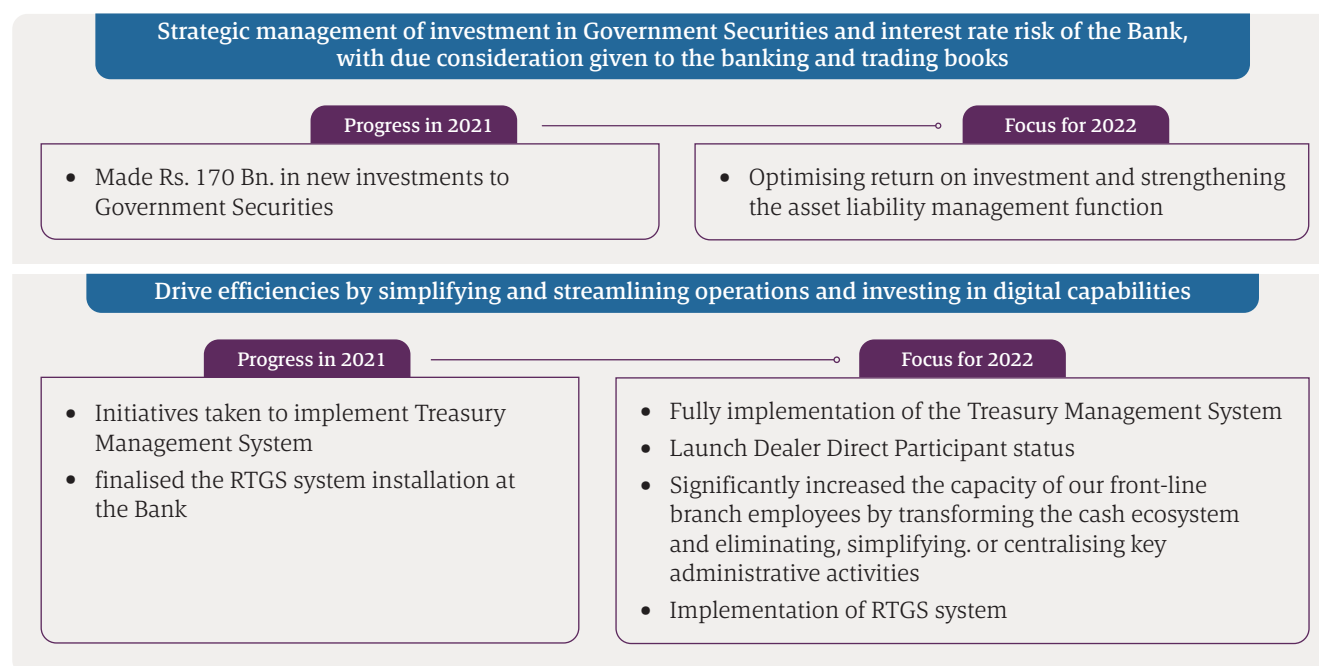 Strategic management of investment in Government Securities and interest rate risk of the Bank,
with due consideration given to the banking and trading books
Progress in 2021
Focus for 2022
• Made Rs. 170 Bn. in new investments to
Government Securities
• Optimising return on investment and strengthening
the asset liability management function
Drive efficiencies by simplifying and streamlining operations and investing in digital capabilities
Progress in 2021
Focus for 2022
• Initiatives taken to implement Treasury
Management System
• finalised the RTGS system installation at
the Bank
• Fully implementation of the Treasury Management System
• Launch Dealer Direct Participant status
• Significantly increased the capacity of our front-line
branch employees by transforming the cash ecosystem
and eliminating, simplifying. or centralising key
administrative activities
• Implementation of RTGS system